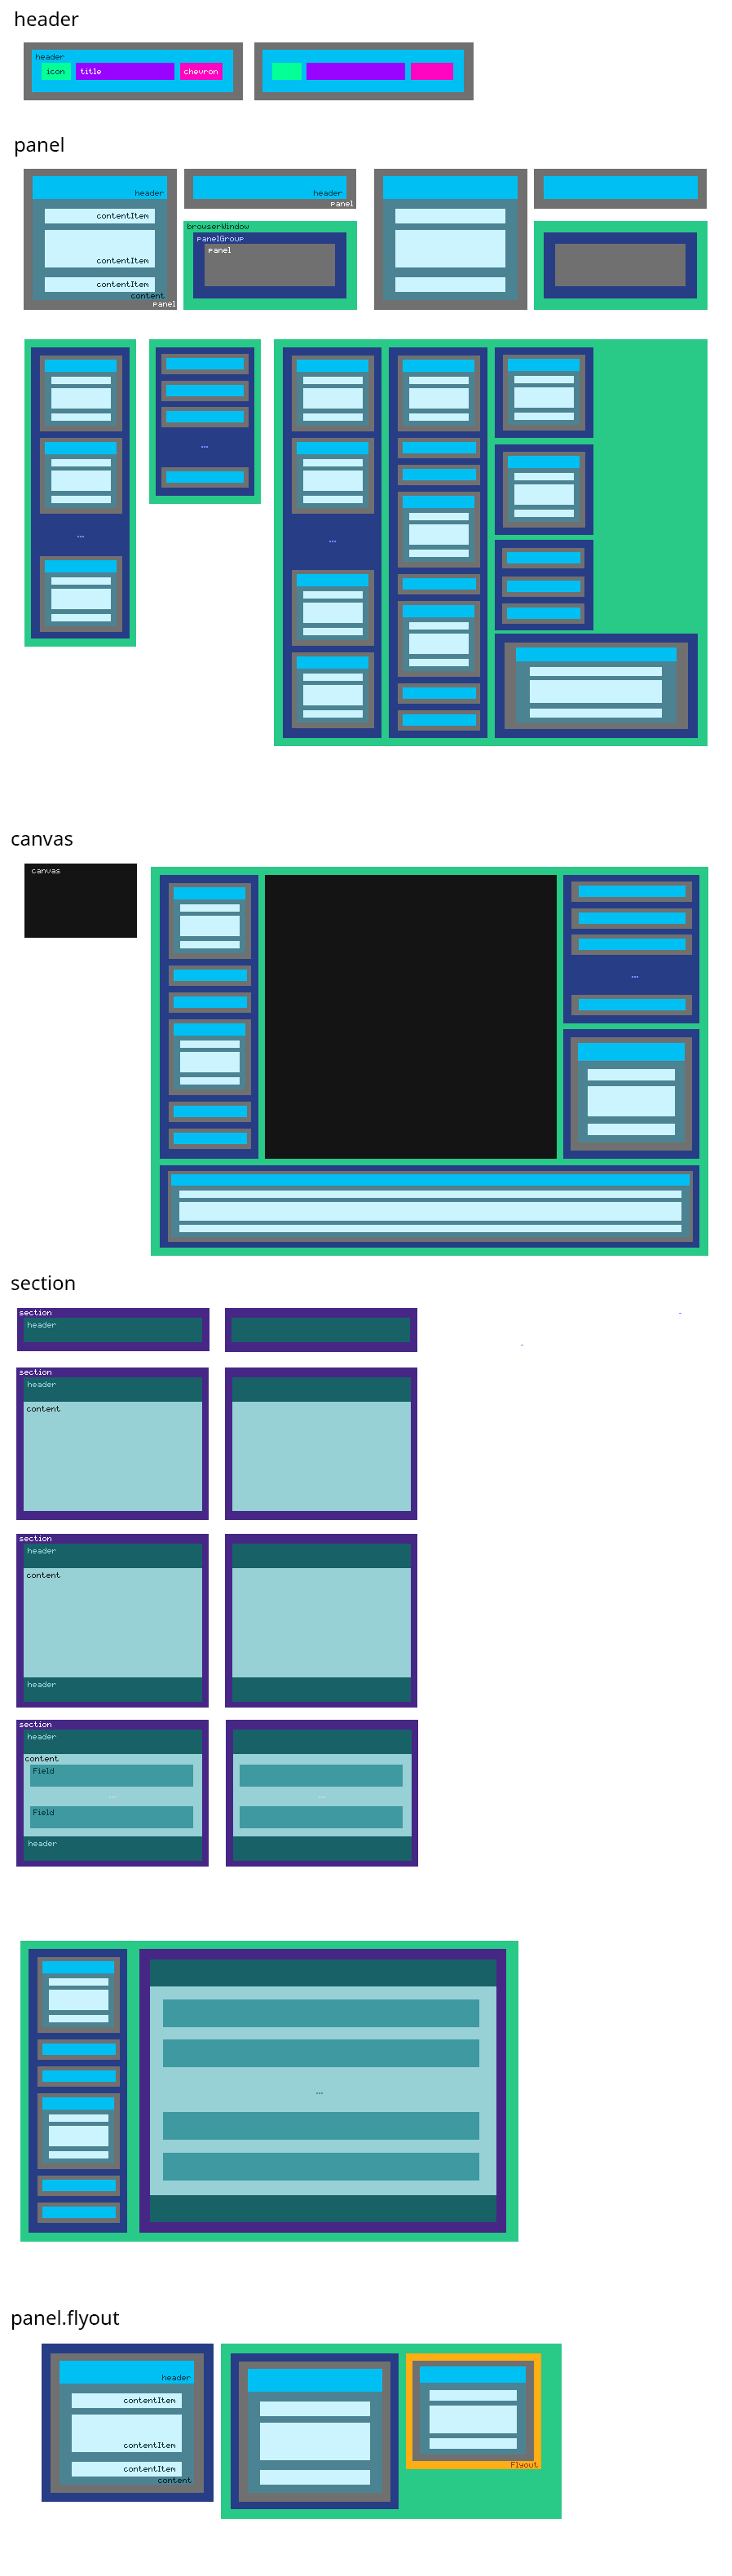 header
header
icon title chevron
panel
header
contentItem
contentItem
contentItem
content
panel
header
panel
browserWindow
panelGroup
panel
...
...
...
canvas
canvas
...
section
section
header
section
header
content
section
header
content
header
section
header
content
Field
...
Field
header
...
...
panel.flyout
header
contentItem
contentItem
contentItem
content
Flyout